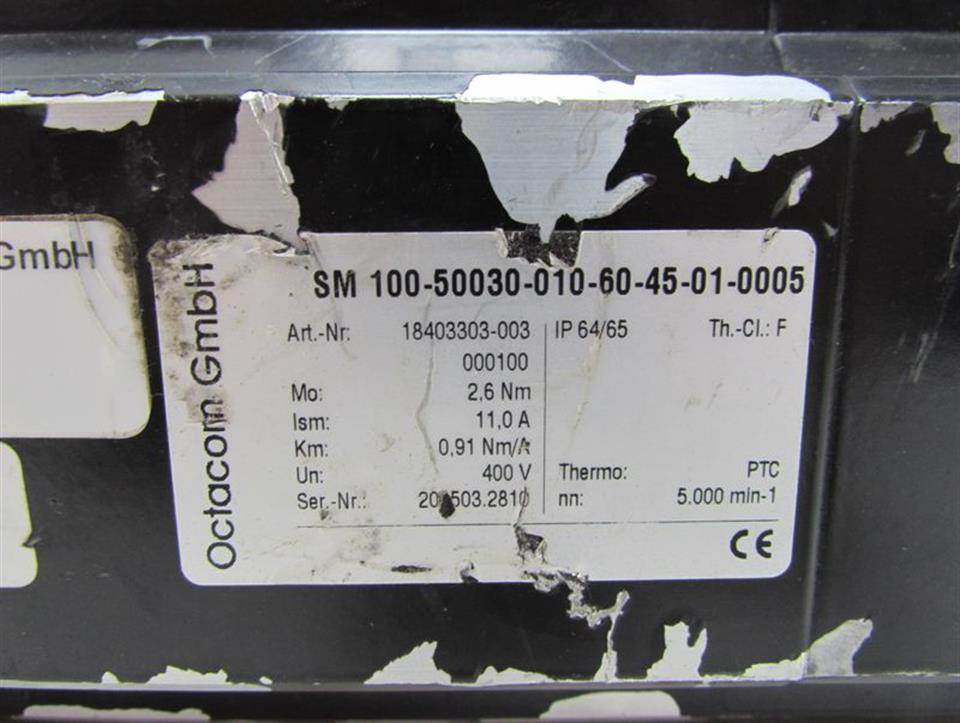 GmbH
Octacom GmbH
SM 100-50030-010-60-45-01-0005
Art.-Nr: 18403303-003 IP 64/65 Th.-Cl.: F
000100
Mo: 2,6 Nm
Ism: 11,0 A
Km: 0,91 Nm/A
Un: 400 V Thermo: PTC
Ser.-Nr.: nn: 5.000 min-1
CE